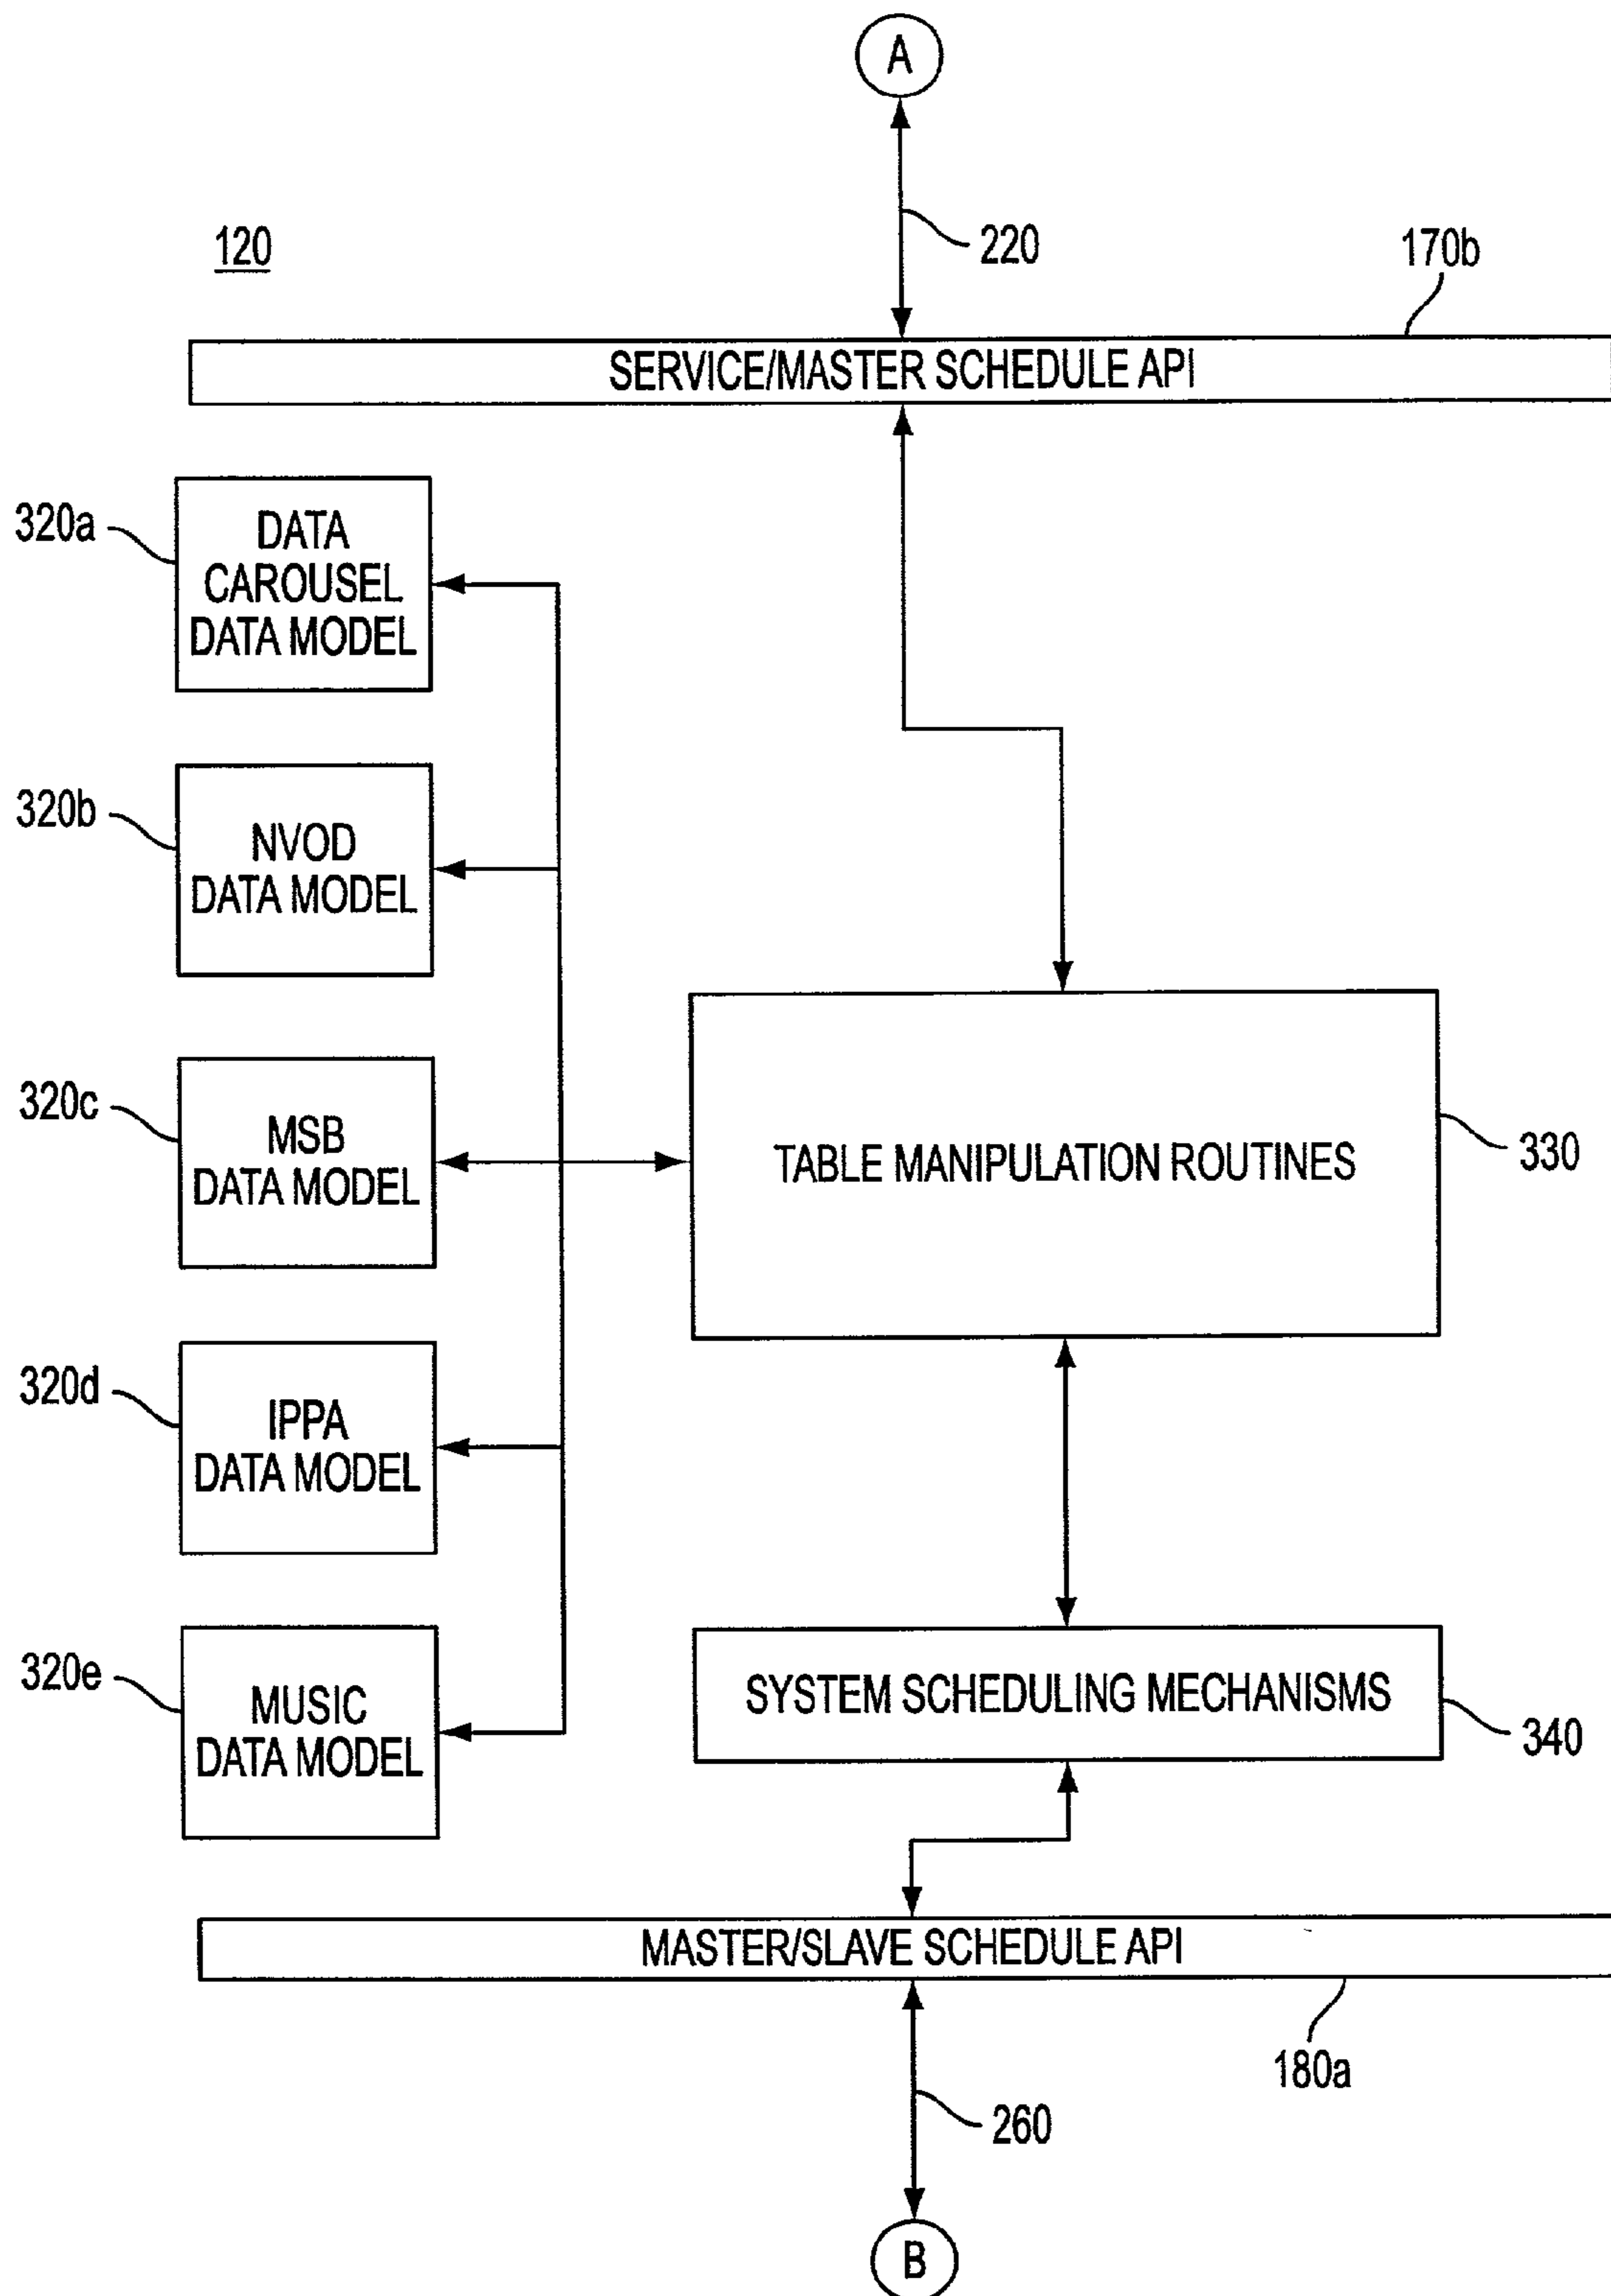 A
220
120
170b
SERVICE/MASTER SCHEDULE API
320a
DATA
CAROUSEL
DATA MODEL
320b
NVOD
DATA MODEL
320c
MSB
DATA MODEL
TABLE MANIPULATION ROUTINES
330
320d
IPPA
DATA MODEL
320e
MUSIC
DATA MODEL
SYSTEM SCHEDULING MECHANISMS
340
MASTER/SLAVE SCHEDULE API
180a
260
B